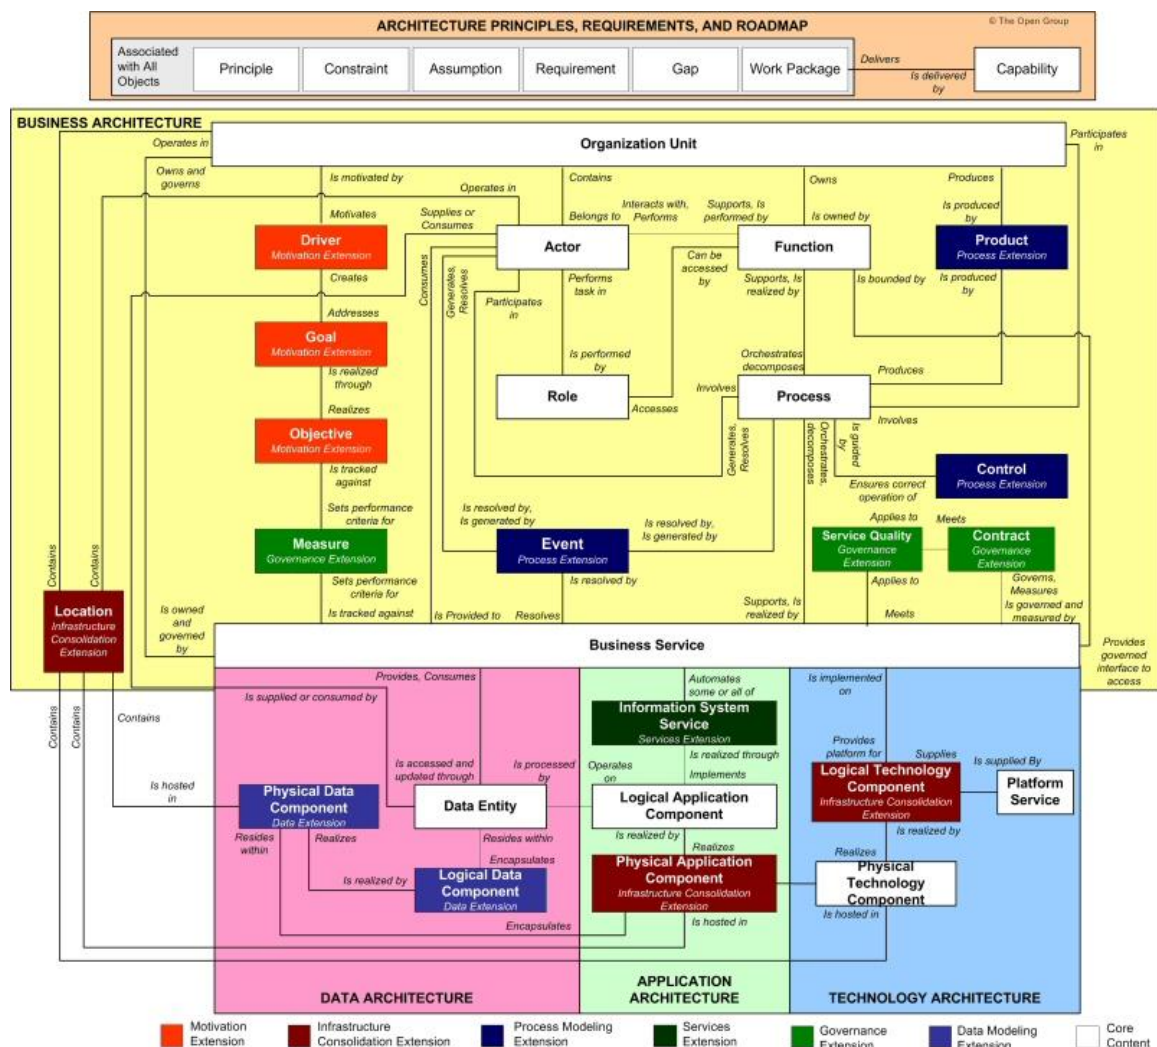 ARCHITECTURE PRINCIPLES, REQUIREMENTS, AND ROADMAP
© The Open Group
Associated
with All
Objects
Principle
Constraint
Assumption
Requirement
Gap
Work Package
Delivers
Is delivered
by
Capability
BUSINESS ARCHITECTURE
Organization Unit
Operates in
Participates
in
Owns and
governs
Is motivated by
Operates in
Contains
Owns
Produces
Motivates
Supplies or
Consumes
Belongs to
Interacts with,
Performs
Supports, Is
performed by
Is owned by
Is produced
by
Driver
Motivation Extension
Actor
Function
Product
Process Extension
Creates
Consumes
Generates,
Resolves
Participates
in
Performs
task in
Can be
accessed
by
Supports, Is
realized by
Is bounded by
Is produced
by
Addresses
Goal
Motivation Extension
Is realized
through
Is performed
by
Orchestrates
decomposes
Produces
Realizes
Role
Accesses
Involves
Process
Involves
Objective
Motivation Extension
Is tracked
against
Generates,
Resolves
Orchestrates,
decomposes
Is guided
by
Control
Process Extension
Ensures correct
operation of
Sets performance
criteria for
Is resolved by,
Is generated by
Is resolved by,
Is generated by
Applies to
Meets
Measure
Governance Extension
Event
Process Extension
Service Quality
Governance
Extension
Contract
Governance
Extension
Contains
Contains
Sets performance
criteria for
Is resolved by
Applies to
Governs,
Measures
Location
Infrastructure
Consolidation
Extension
Is owned
and
governed
by
Is tracked against
Is Provided to
Resolves
Supports, Is
realized by
Meets
Is governed and
measured by
Business Service
Provides
governed
interface to
access
Contains
Contains
Contains
Is supplied or consumed by
Provides, Consumes
Automates
some or all of
Is implemented
on
Information System
Service
Services Extension
Is hosted
in
Is accessed and
updated through
Is processed
by
Operates
on
Is realized through
Implements
Provides
platform for
Supplies
Is supplied By
Physical Data
Component
Data Extension
Data Entity
Logical Application
Component
Logical Technology
Component
Infrastructure Consolidation
Extension
Platform
Service
Resides
within
Realizes
Resides within
Is realized by
Is realized by
Encapsulates
Realizes
Realizes
Is realized by
Logical Data
Component
Data Extension
Physical Application
Component
Infrastructure Consolidation
Extension
Physical
Technology
Component
Encapsulates
Is hosted in
Is hosted in
DATA ARCHITECTURE
APPLICATION
ARCHITECTURE
TECHNOLOGY ARCHITECTURE
Motivation
Extension
Infrastructure
Consolidation Extension
Process Modeling
Extension
Services
Extension
Governance
Extension
Data Modeling
Extension
Core
Content